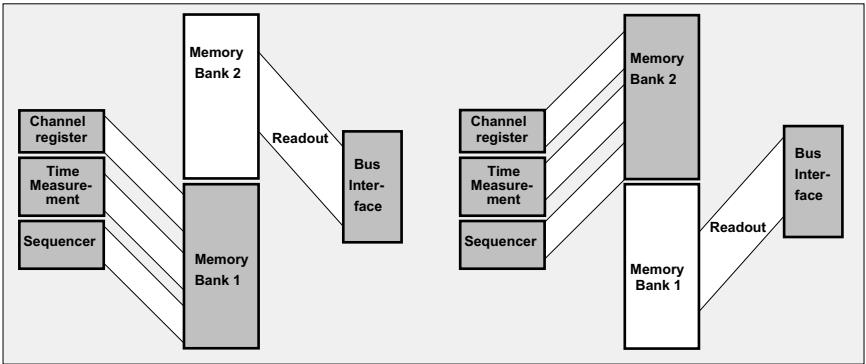 Memory
Bank 2
Channel
register
Time
Measure-
ment
Sequencer
Memory
Bank 1
Readout
Bus
Inter-
face
Memory
Bank 2
Channel
register
Time
Measure-
ment
Sequencer
Memory
Bank 1
Readout
Bus
Inter-
face